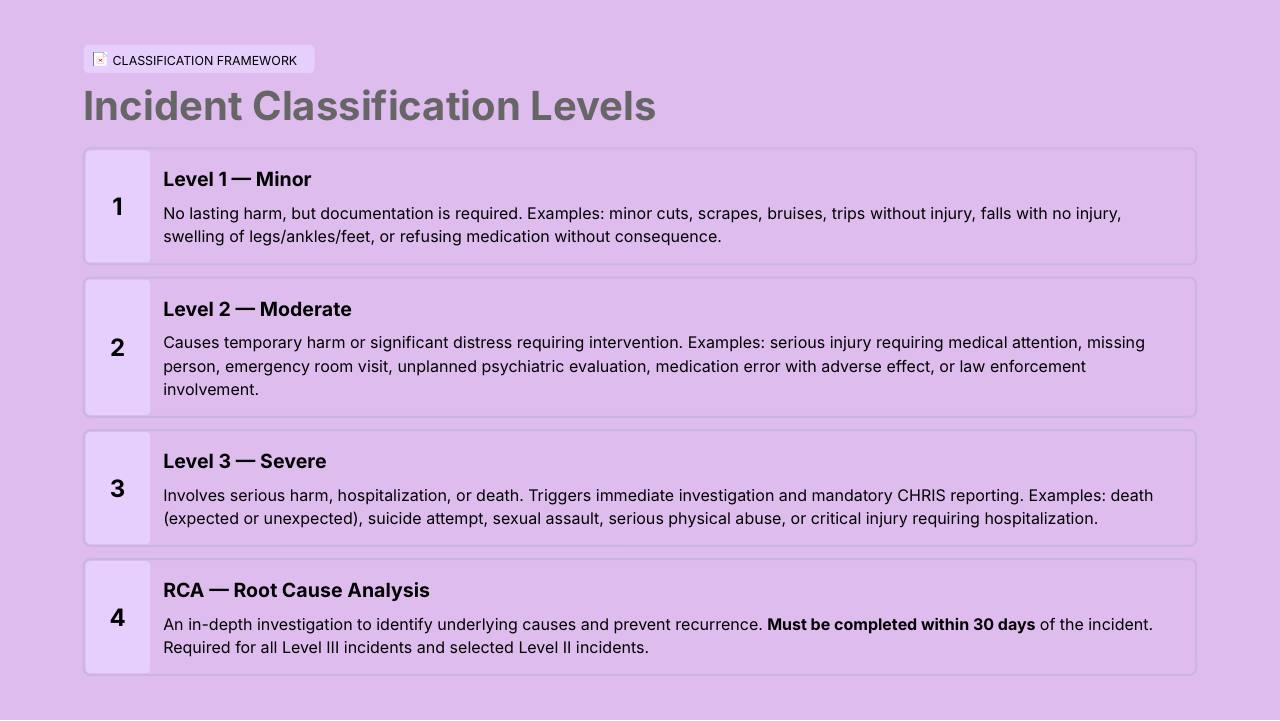 CLASSIFICATION FRAMEWORK
Incident Classification Levels
1
Level 1 — Minor
No lasting harm, but documentation is required. Examples: minor cuts, scrapes, bruises, trips without injury, falls with no injury,
swelling of legs/ankles/feet, or refusing medication without consequence.
2
Level 2 — Moderate
Causes temporary harm or significant distress requiring intervention. Examples: serious injury requiring medical attention, missing
person, emergency room visit, unplanned psychiatric evaluation, medication error with adverse effect, or law enforcement
involvement.
3
Level 3 — Severe
Involves serious harm, hospitalization, or death. Triggers immediate investigation and mandatory CHRIS reporting. Examples: death
(expected or unexpected), suicide attempt, sexual assault, serious physical abuse, or critical injury requiring hospitalization.
4
RCA — Root Cause Analysis
An in-depth investigation to identify underlying causes and prevent recurrence. Must be completed within 30 days of the incident.
Required for all Level III incidents and selected Level II incidents.